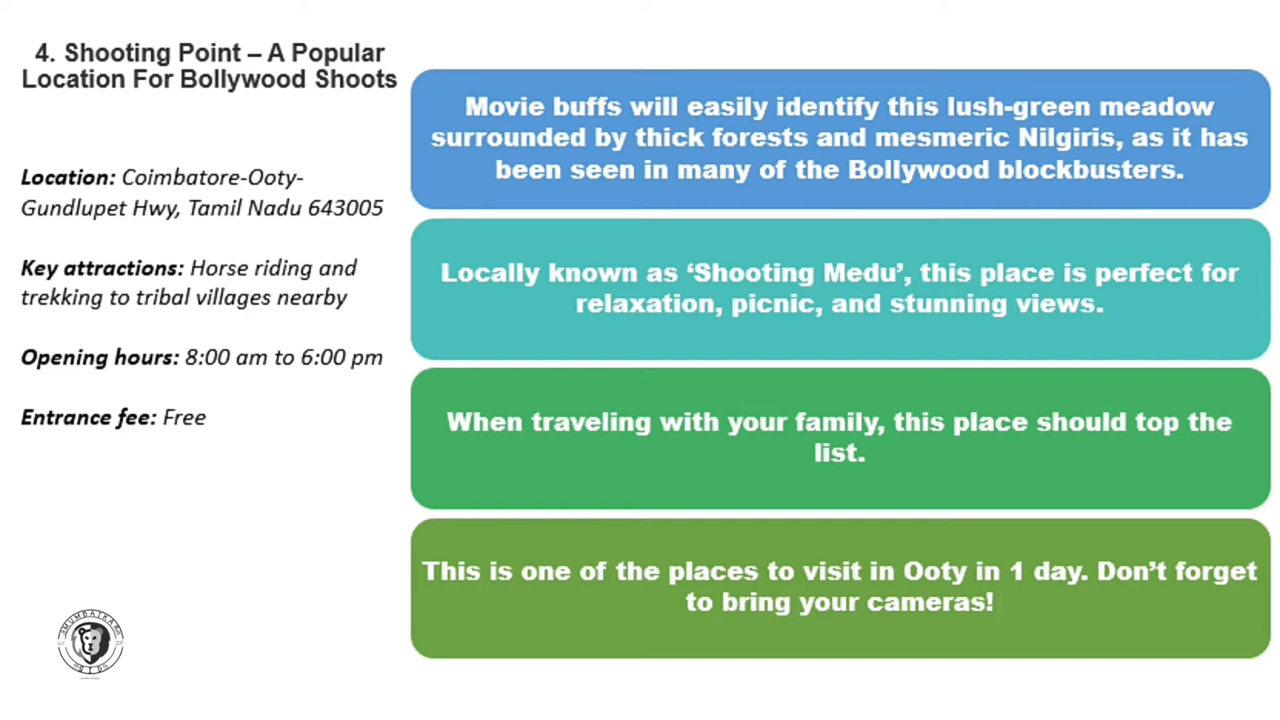 4. Shooting Point – A Popular
Location For Bollywood Shoots
Location: Coimbatore-Ooty-
Gundlupet Hwy, Tamil Nadu 643005
Key attractions: Horse riding and
trekking to tribal villages nearby
Opening hours: 8:00 am to 6:00 pm
Entrance fee: Free
Movie buffs will easily identify this lush-green meadow
surrounded by thick forests and mesmeric Nilgiris, as it has
been seen in many of the Bollywood blockbusters.
Locally known as ‘Shooting Medu’, this place is perfect for
relaxation, picnic, and stunning views.
When traveling with your family, this place should top the
list.
This is one of the places to visit in Ooty in 1 day. Don’t forget
to bring your cameras!
MUMBAIKAR
SID